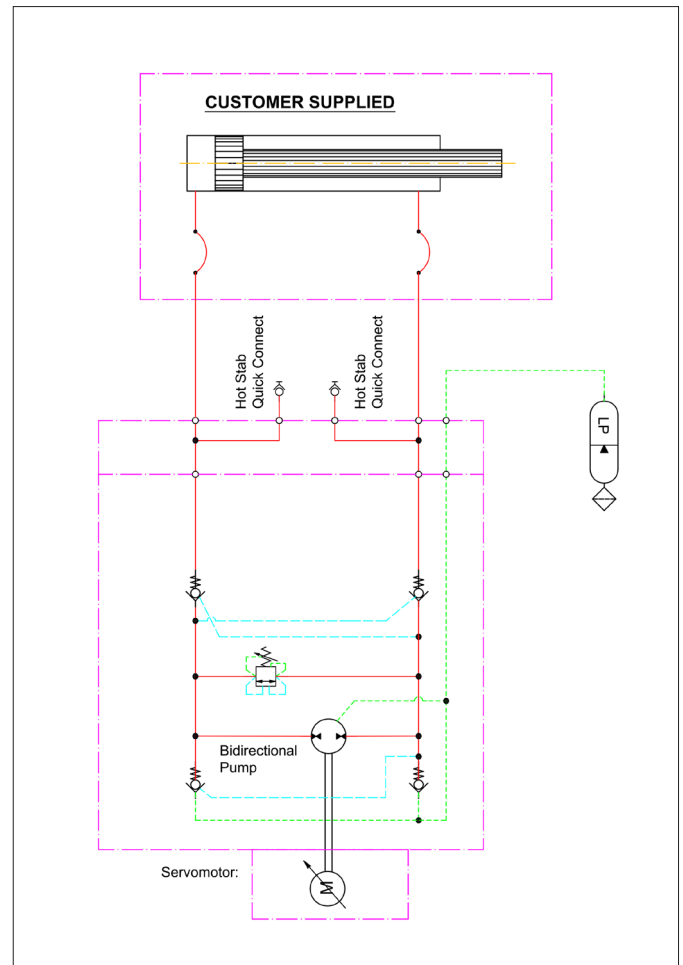 CUSTOMER SUPPLIED
Hot Stab
Quick Connect
Hot Stab
Quick Connect
LP
Bidirectional
Pump
Servomotor:
M